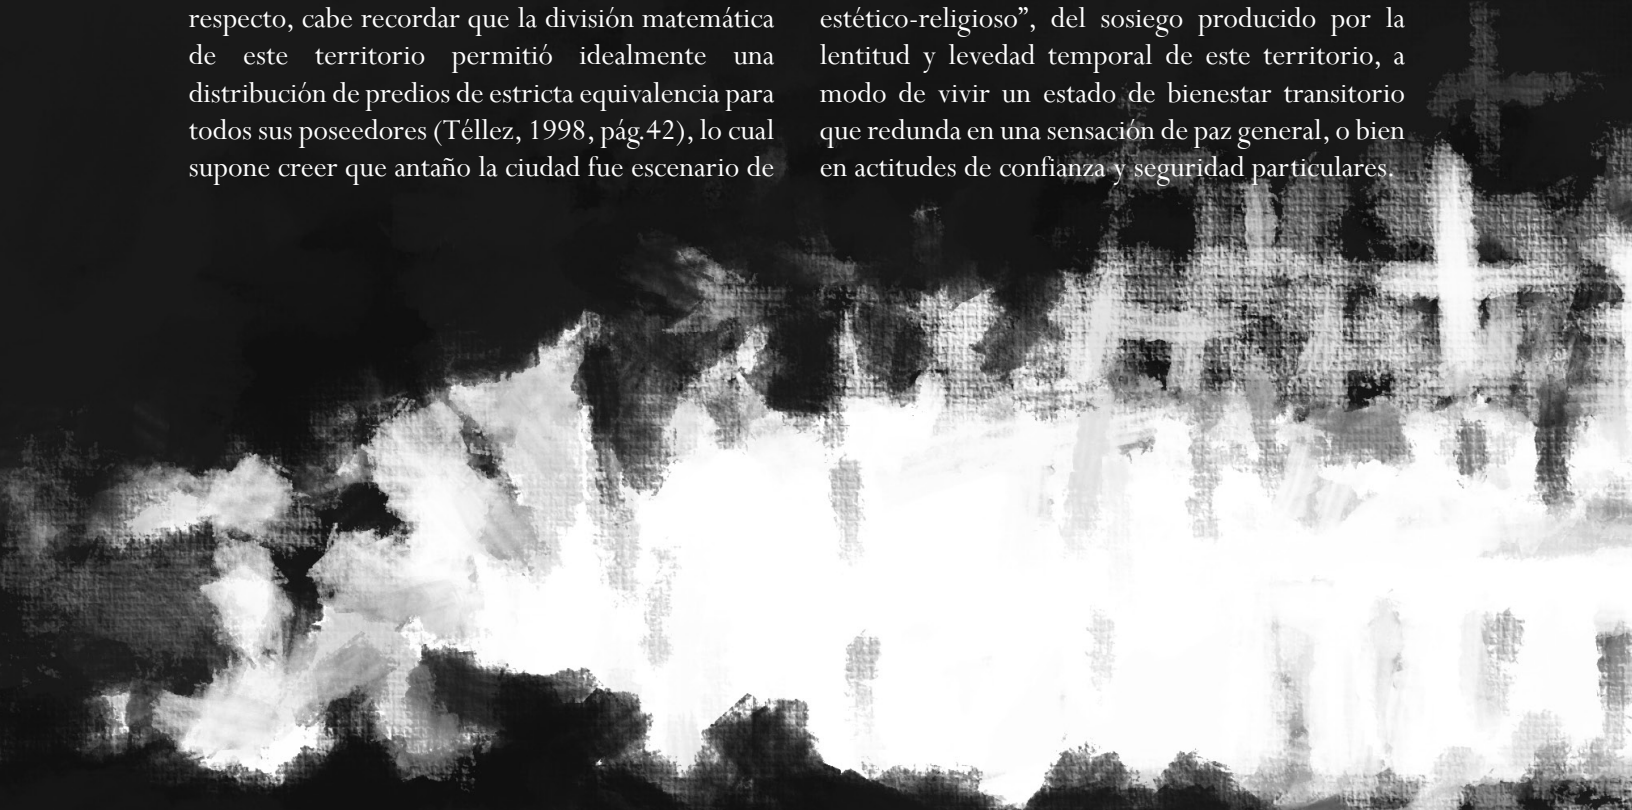 respecto, cabe recordar que la división matemática
de este territorio permitió idealmente una
distribución de predios de estricta equivalencia para
todos sus poseedores (Téllez, 1998, pág.42), lo cual
supone creer que antaño la ciudad fue escenario de
estético-religioso”, del sosiego producido por la
lentitud y levedad temporal de este territorio, a
modo de vivir un estado de bienestar transitorio
que redunda en una sensación de paz general, o bien
en actitudes de confianza y seguridad particulares.